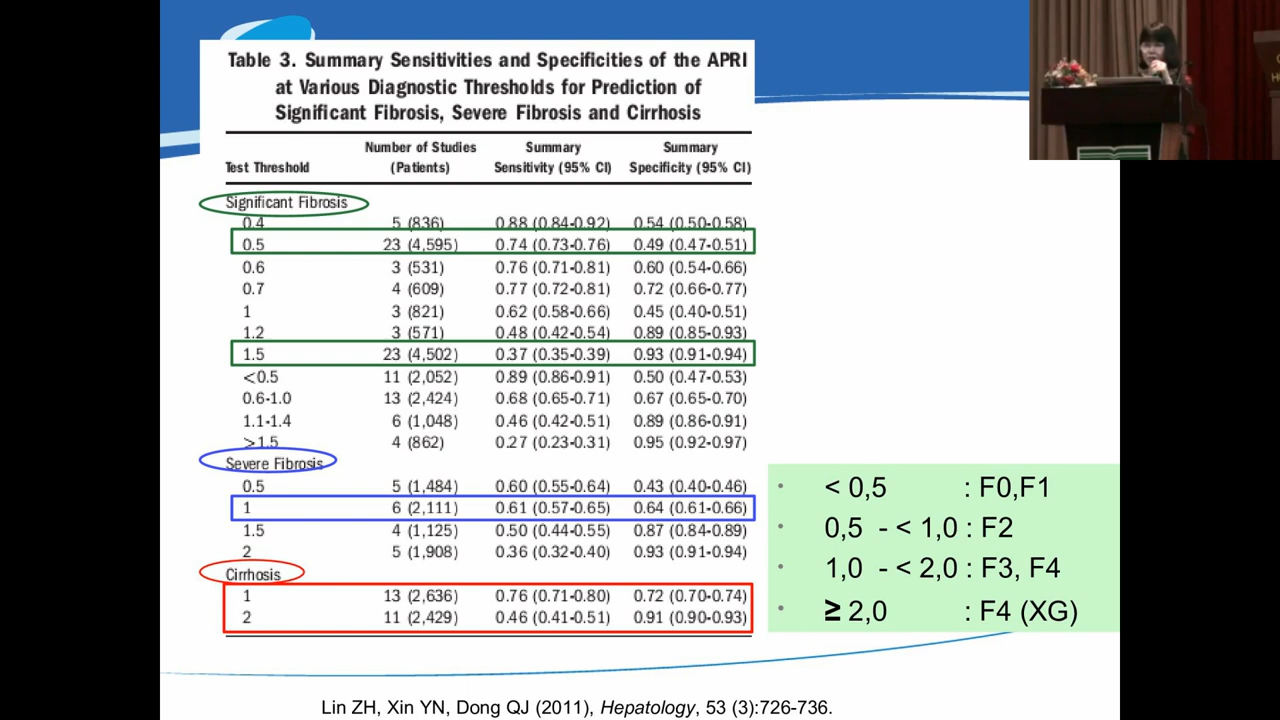 Table 3. Summary Sensitivities and Specificities of the APRI
at Various Diagnostic Thresholds for Prediction of
Significant Fibrosis, Severe Fibrosis and Cirrhosis
Number of Studies Summary Summary
Test Threshold (Patients) Sensitivity (95% CI) Specificity (95% CI)
Significant Fibrosis
0.4 5 (836) 0.88 (0.84-0.92) 0.54 (0.50-0.58)
0.5 23 (4,595) 0.74 (0.73-0.76) 0.49 (0.47-0.51)
0.6 3 (531) 0.76 (0.71-0.81) 0.60 (0.54-0.66)
0.7 4 (609) 0.77 (0.72-0.81) 0.72 (0.66-0.77)
1 3 (821) 0.62 (0.58-0.66) 0.45 (0.40-0.51)
1.2 3 (571) 0.48 (0.42-0.54) 0.89 (0.85-0.93)
1.5 23 (4,502) 0.37 (0.35-0.39) 0.93 (0.91-0.94)
<0.5 11 (2,052) 0.89 (0.86-0.91) 0.50 (0.47-0.53)
0.6-1.0 13 (2,424) 0.68 (0.65-0.71) 0.67 (0.65-0.70)
1.1-1.4 6 (1,048) 0.46 (0.42-0.51) 0.89 (0.86-0.91)
>1.5 4 (862) 0.27 (0.23-0.31) 0.95 (0.92-0.97)
Severe Fibrosis
0.5 5 (1,484) 0.60 (0.55-0.64) 0.43 (0.40-0.46)
1 6 (2,111) 0.61 (0.57-0.65) 0.64 (0.61-0.66)
1.5 4 (1,125) 0.50 (0.44-0.55) 0.87 (0.84-0.89)
2 5 (1,908) 0.36 (0.32-0.40) 0.93 (0.91-0.94)
Cirrhosis
1 13 (2,636) 0.76 (0.71-0.80) 0.72 (0.70-0.74)
2 11 (2,429) 0.46 (0.41-0.51) 0.91 (0.90-0.93)
• < 0,5 : F0,F1
• 0,5 - < 1,0 : F2
• 1,0 - < 2,0 : F3, F4
• ≥ 2,0 : F4 (XG)
Lin ZH, Xin YN, Dong QJ (2011), Hepatology, 53 (3):726-736.